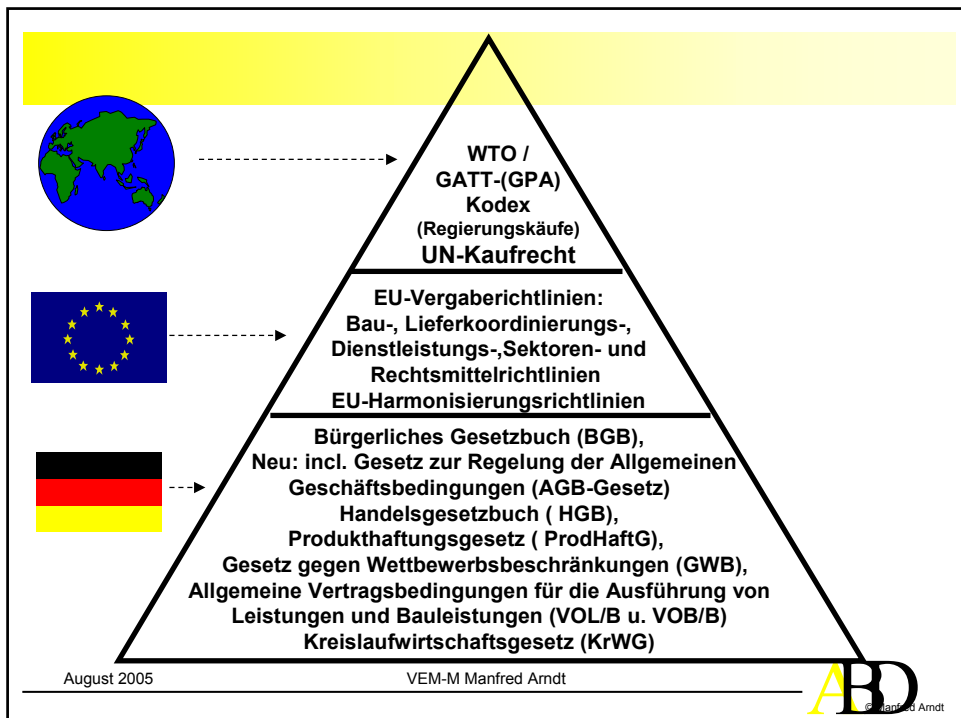 WTO /
GATT-(GPA)
Kodex
(Regierungskäufe)
UN-Kaufrecht
EU-Vergaberichtlinien:
Bau-, Lieferkoordinierungs-,
Dienstleistungs-,Sektoren- und
Rechtsmittelrichtlinien
EU-Harmonisierungsrichtlinien
Bürgerliches Gesetzbuch (BGB),
Neu: incl. Gesetz zur Regelung der Allgemeinen
Geschäftsbedingungen (AGB-Gesetz)
Handelsgesetzbuch ( HGB),
Produkthaftungsgesetz ( ProdHaftG),
Gesetz gegen Wettbewerbsbeschränkungen (GWB),
Allgemeine Vertragsbedingungen für die Ausführung von
Leistungen und Bauleistungen (VOL/B u. VOB/B)
Kreislaufwirtschaftsgesetz (KrWG)
August 2005 VEM-M Manfred Arndt
ABD
© Manfred Arndt